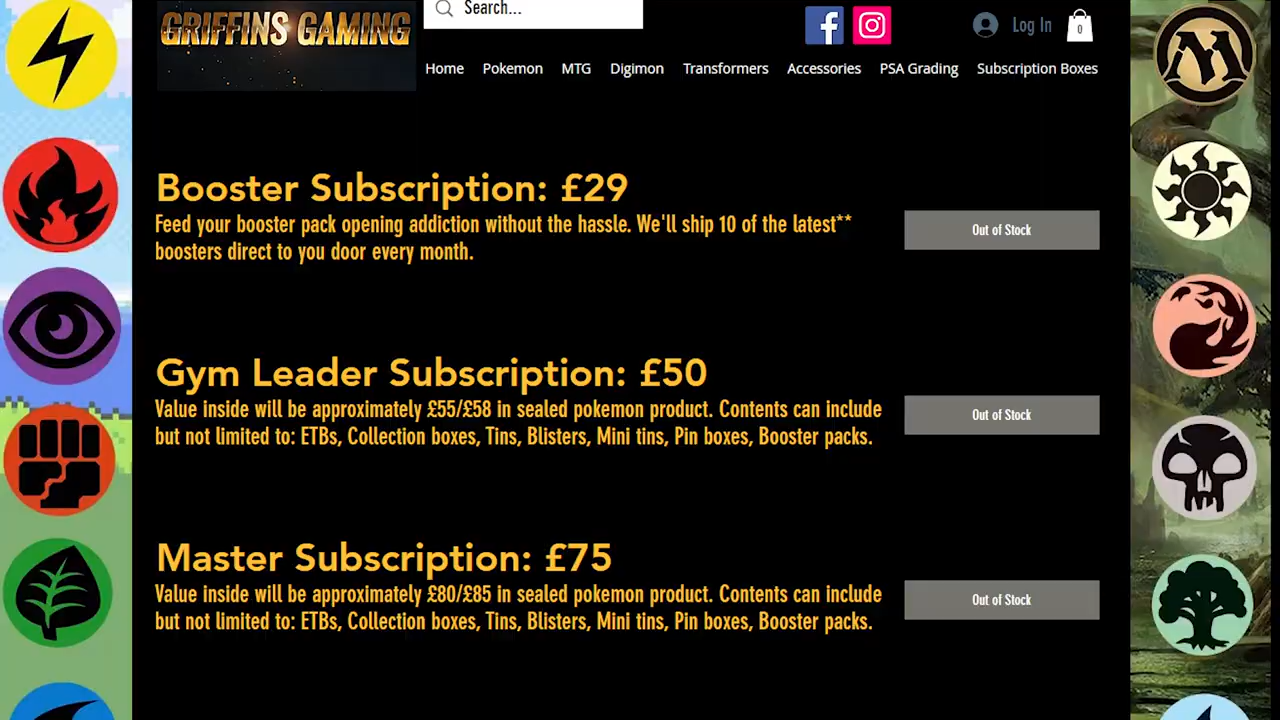 GRIFFINS GAMING
Search...
Log In
0
Home Pokemon MTG Digimon Transformers Accessories PSA Grading Subscription Boxes
Booster Subscription: £29
Feed your booster pack opening addiction without the hassle. We'll ship 10 of the latest**
boosters direct to you door every month.
Out of Stock
Gym Leader Subscription: £50
Value inside will be approximately £55/£58 in sealed pokemon product. Contents can include
but not limited to: ETBs, Collection boxes, Tins, Blisters, Mini tins, Pin boxes, Booster packs.
Out of Stock
Master Subscription: £75
Value inside will be approximately £80/£85 in sealed pokemon product. Contents can include
but not limited to: ETBs, Collection boxes, Tins, Blisters, Mini tins, Pin boxes, Booster packs.
Out of Stock